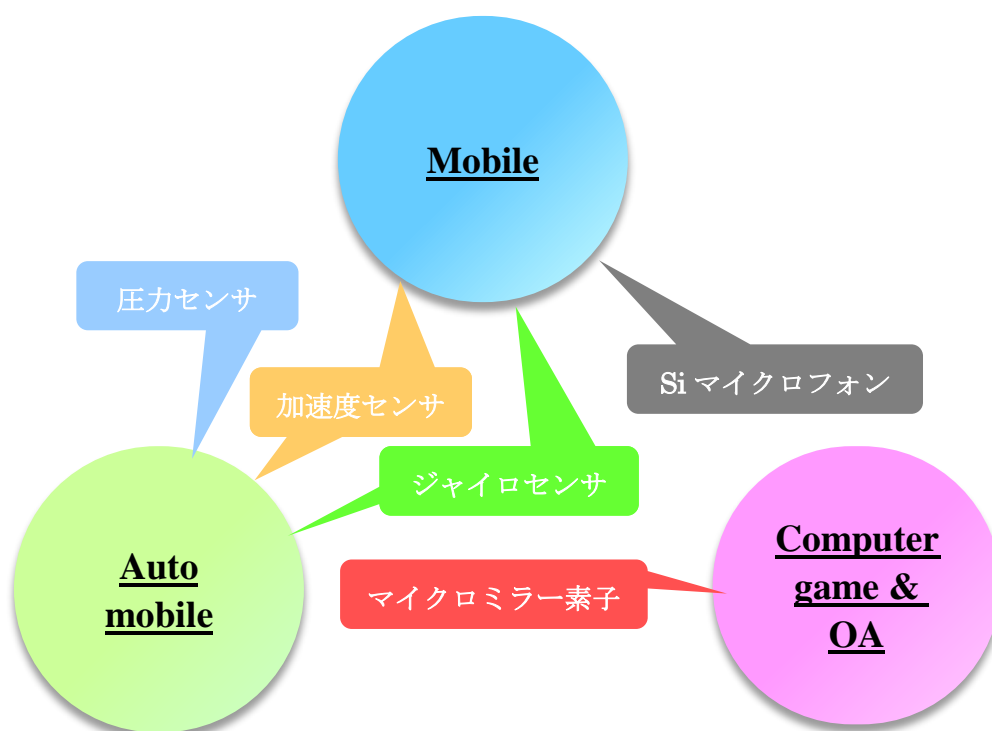 Mobile
圧力センサ
Si マイクロフォン
加速度センサ
ジャイロセンサ
Auto
mobile
マイクロミラー素子
Computer
game &
OA